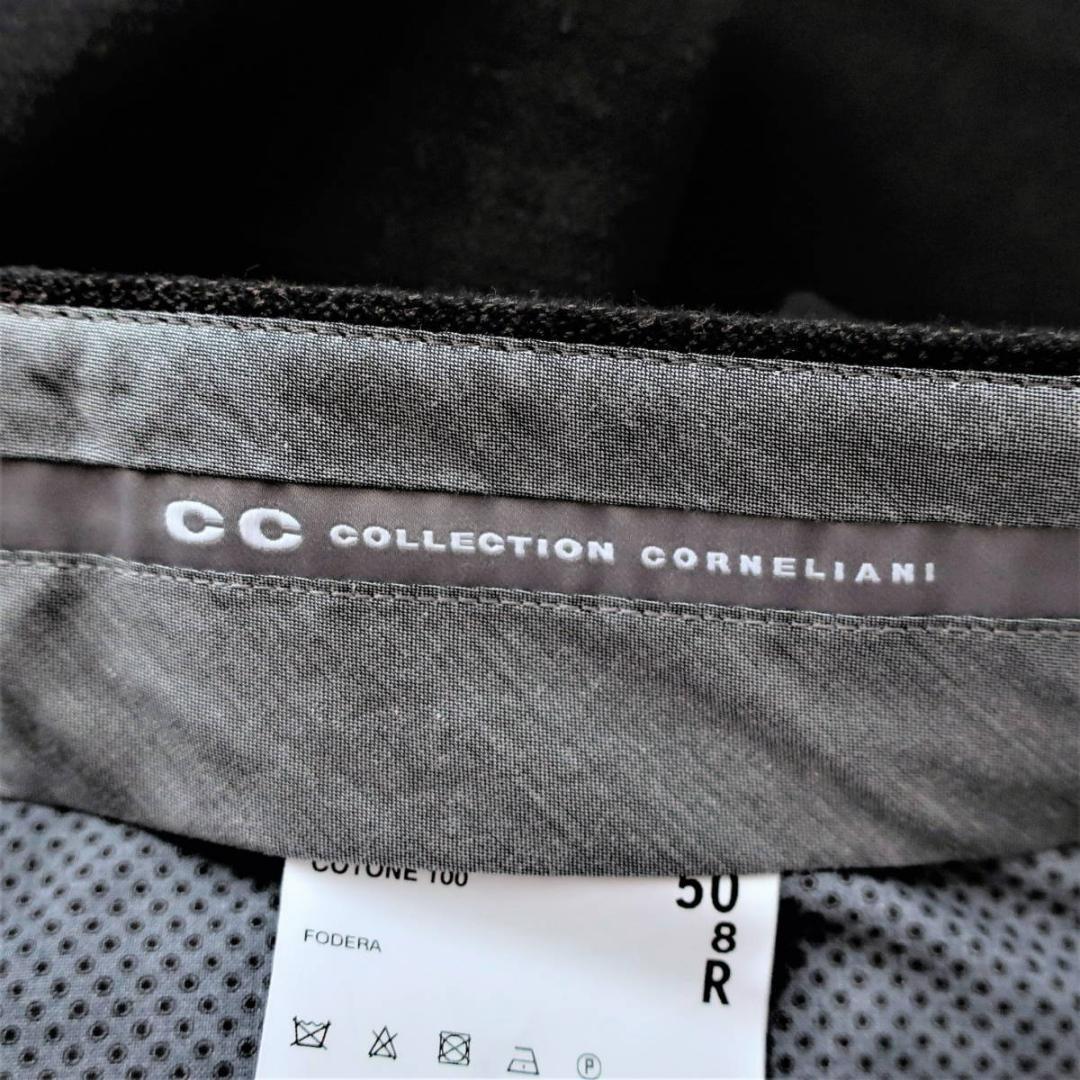 CC COLLECTION CORNELIANI
COTONE 100
50
8
FODERA
R
P